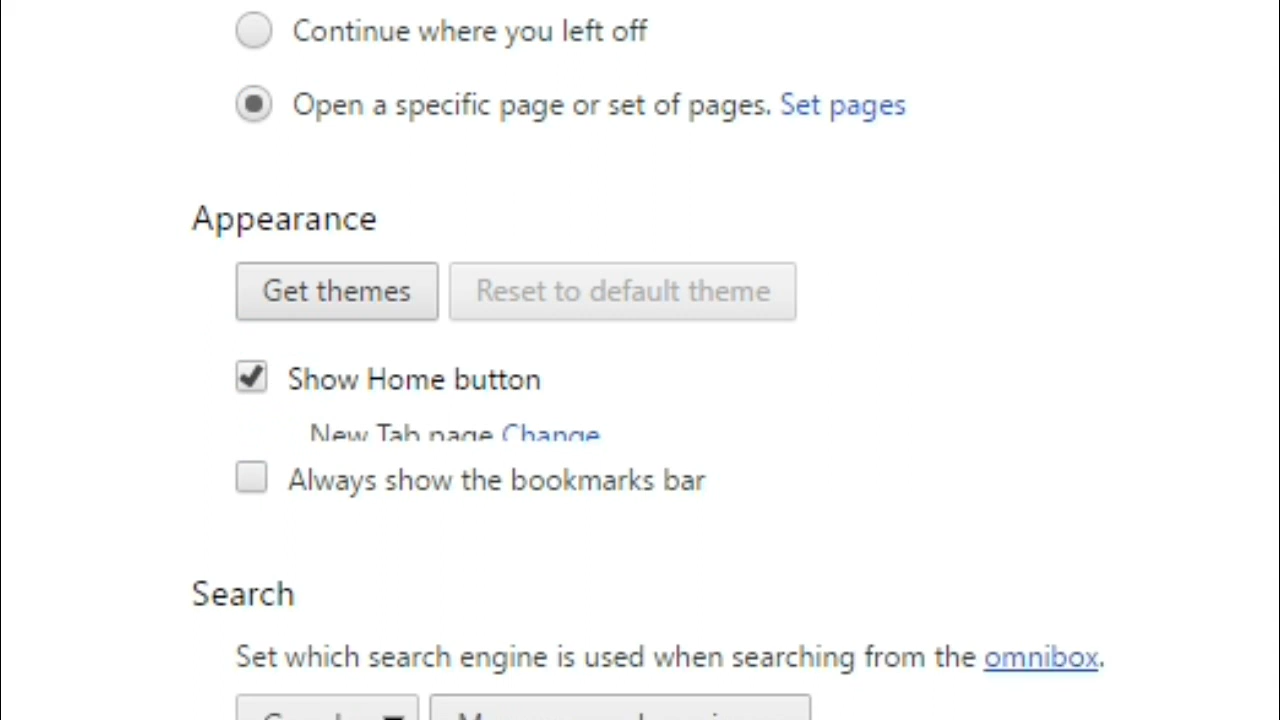 Continue where you left off
Open a specific page or set of pages. Set pages
Appearance
Get themes Reset to default theme
Show Home button
New Tab page Change
Always show the bookmarks bar
Search
Set which search engine is used when searching from the omnibox.